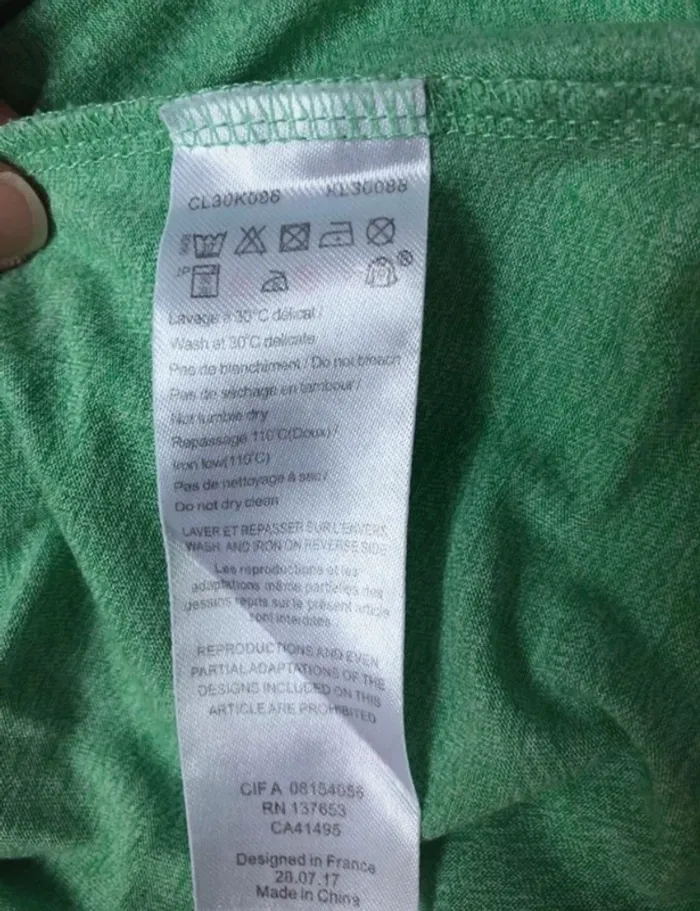 CL30K098 KL30088
JP
®
Lavage à 30°C délicat /
Wash at 30°C delicate
Pas de blanchiment / Do not bleach
Pas de séchage en tambour /
Not tumble dry
Repassage 110°C(Doux) /
Iron low(110°C)
Pas de nettoyage à sec /
Do not dry clean
LAVER ET REPASSER SUR L'ENVERS
WASH AND IRON ON REVERSE SIDE
Les reproductions et les
adaptations même partielles des
dessins repris sur le présent article
sont interdites
REPRODUCTIONS AND EVEN
PARTIAL ADAPTATIONS OF THE
DESIGNS INCLUDED ON THIS
ARTICLE ARE PROHIBITED
CIF A 08184056
RN 137653
CA41495
Designed in France
28.07.17
Made in China